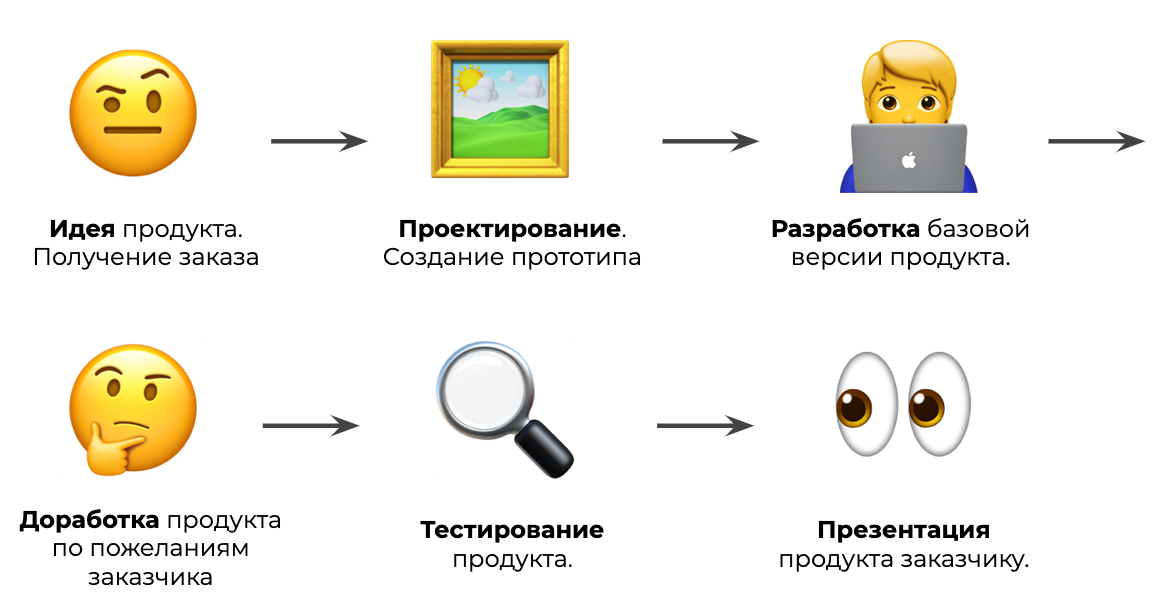 Идея продукта.
Получение заказа
Проектирование.
Создание прототипа
Разработка базовой
версии продукта.
Доработка продукта
по пожеланиям
заказчика
Тестирование
продукта.
Презентация
продукта заказчику.